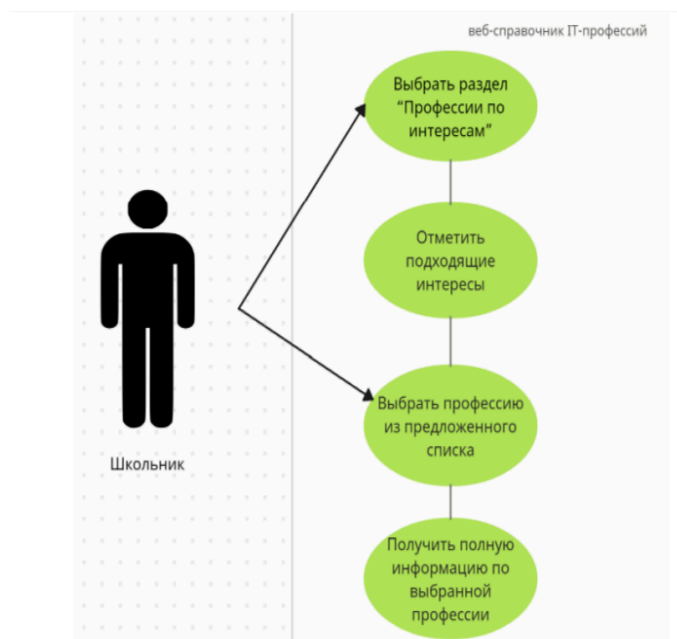 веб-справочник IT-профессий
Выбрать раздел
“Профессии по
интересам”
Отметить
подходящие
интересы
Выбрать профессию
из предложенного
списка
Школьник
Получить полную
информацию по
выбранной
профессии